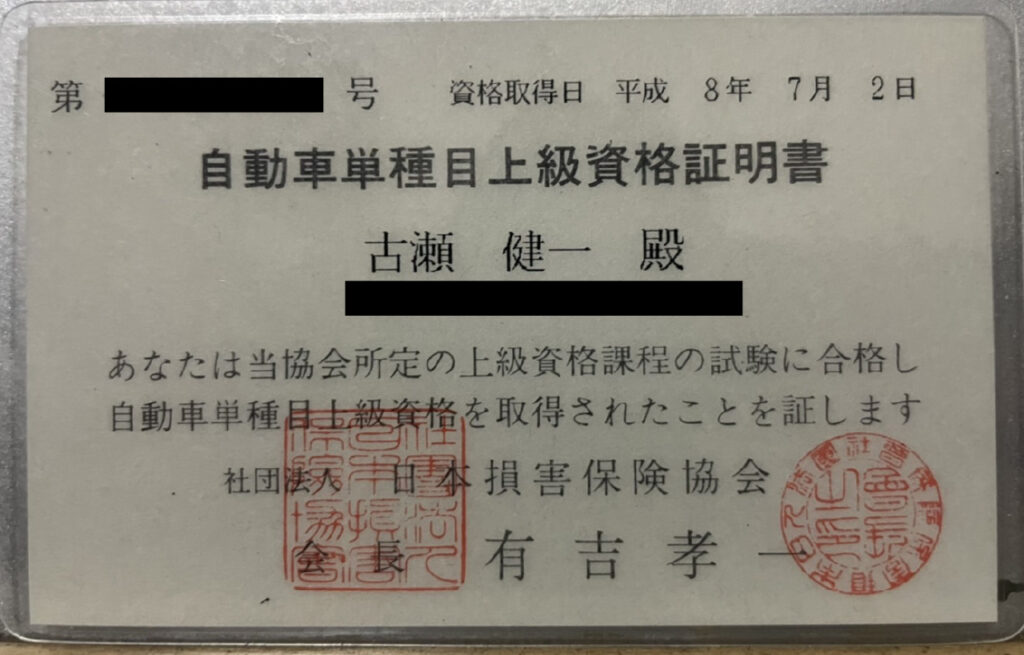 第 号 資格取得日 平成 8年 7月 2日
自動車単種目上級資格証明書
古瀬 健一 殿
あなたは当協会所定の上級資格課程の試験に合格し
自動車単種目上級資格を取得されたことを証します
社団法人 日本損害保険協会
会長 有吉孝一